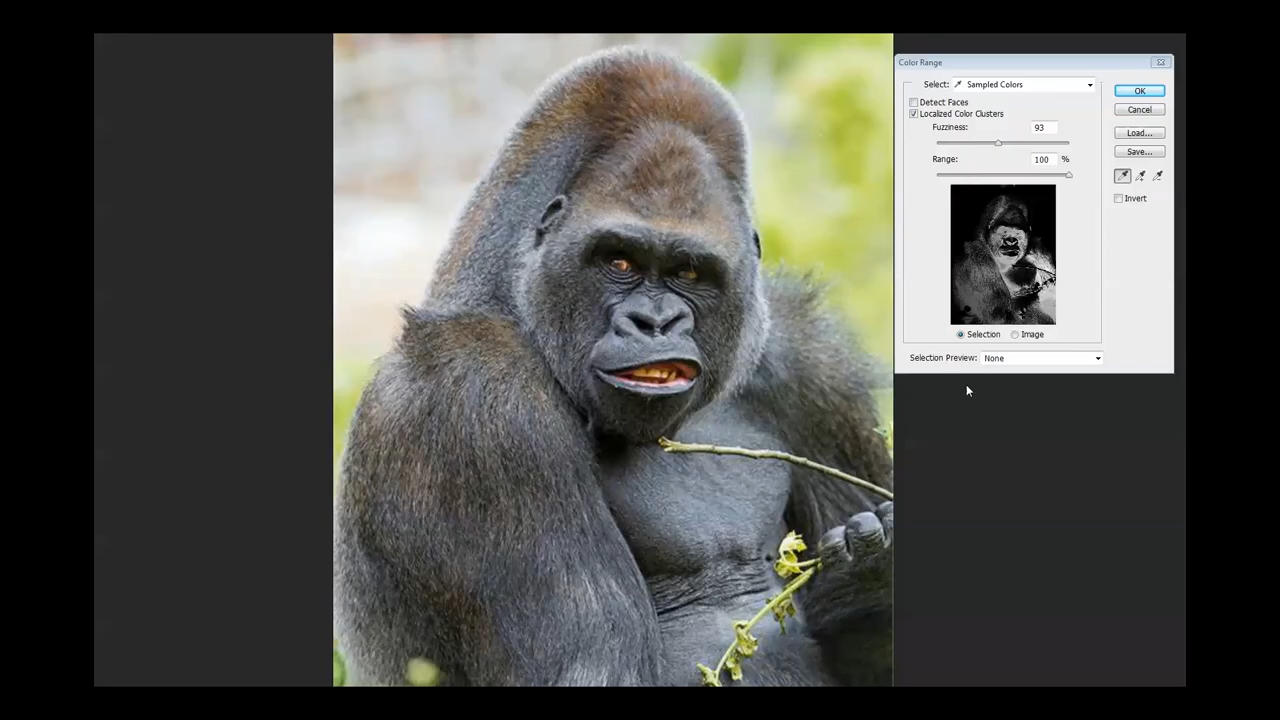 Color Range
Select: Sampled Colors
Detect Faces
Localized Color Clusters
Fuzziness: 93
Range: 100 %
Selection Image
Selection Preview: None
OK
Cancel
Load...
Save...
Invert